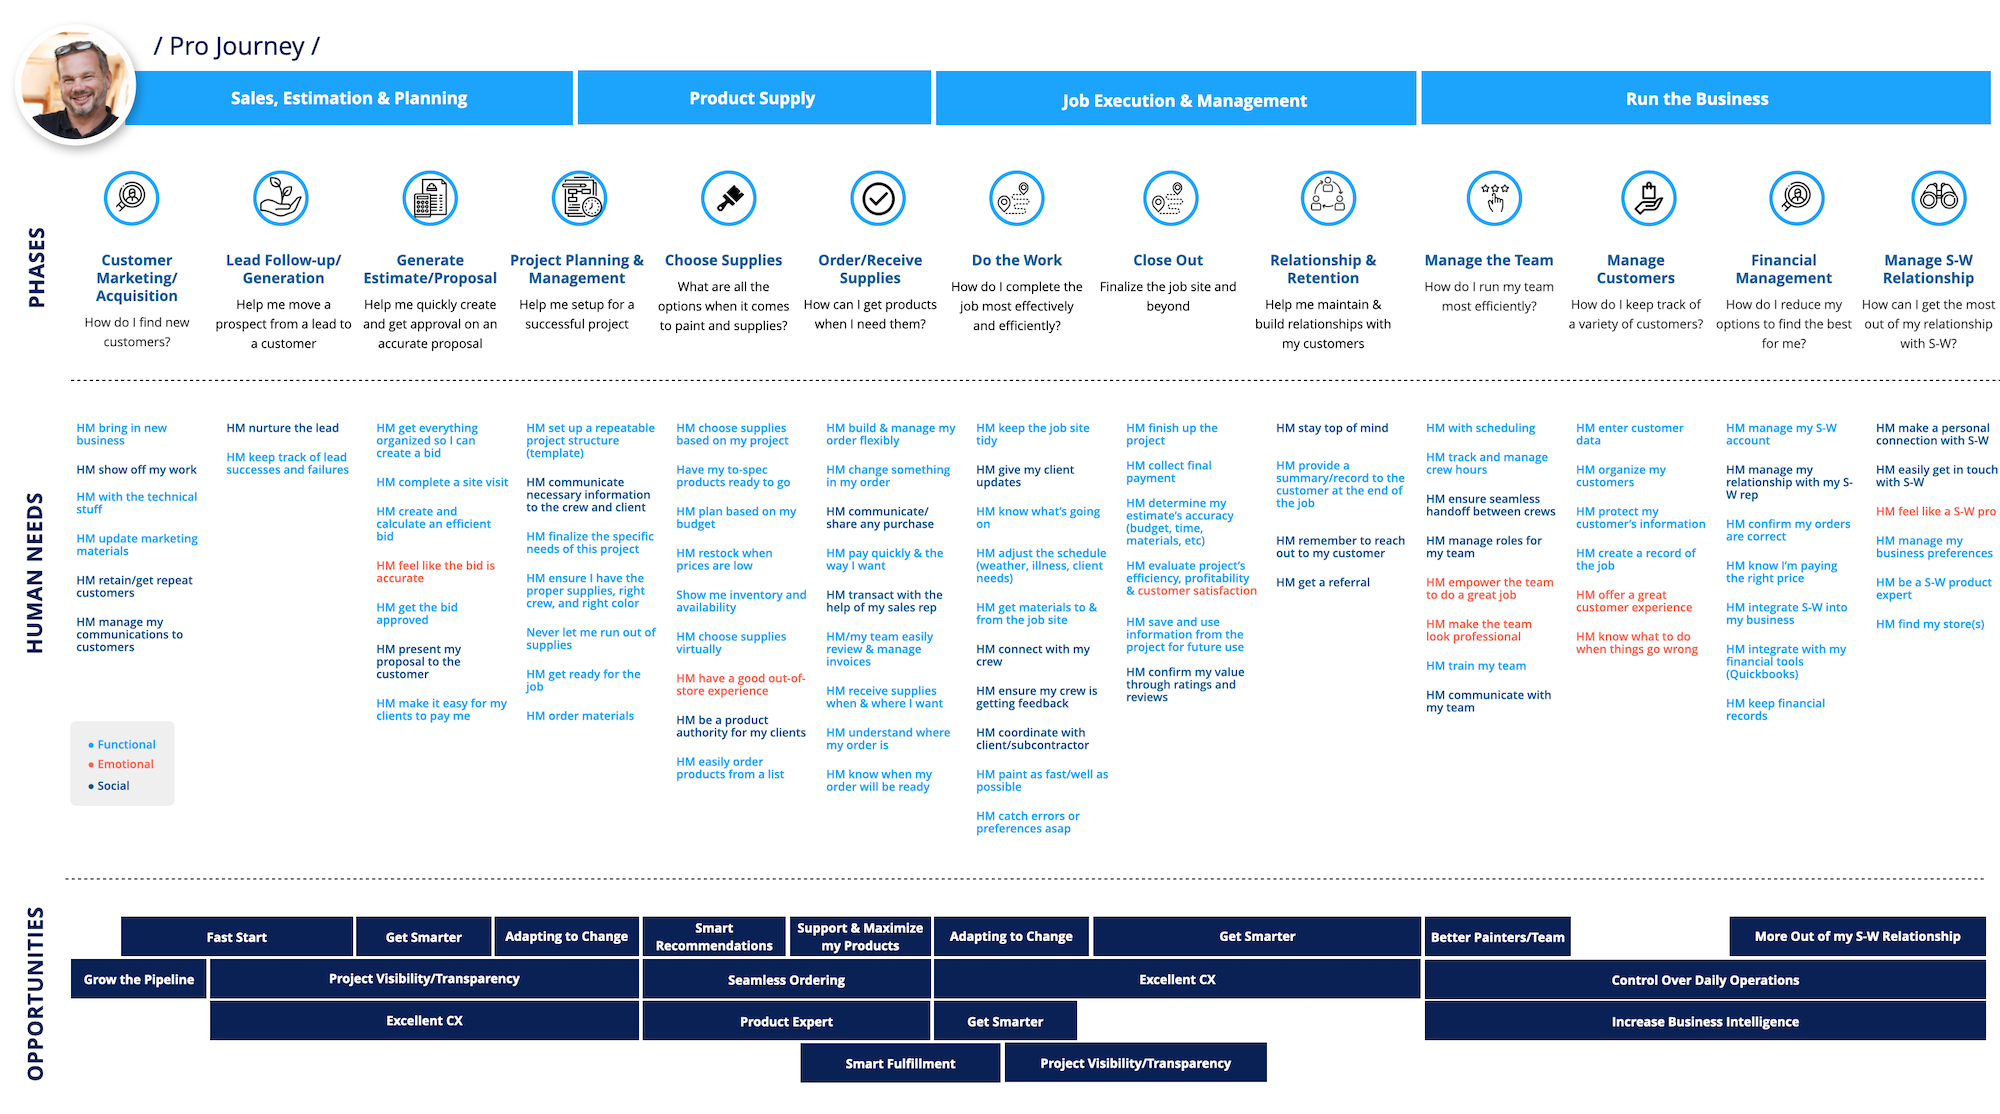 / Pro Journey /
Sales, Estimation & Planning
Product Supply
Job Execution & Management
Run the Business
PHASES
Customer
Marketing/
Acquisition
How do I find new
customers?
Lead Follow-up/
Generation
Help me move a
prospect from a lead to
a customer
Generate
Estimate/Proposal
Help me quickly create
and get approval on an
accurate proposal
Project Planning &
Management
Help me setup for a
successful project
Choose Supplies
What are all the
options when it comes
to paint and supplies?
Order/Receive
Supplies
How can I get products
when I need them?
Do the Work
How do I complete the
job most effectively
and efficiently?
Close Out
Finalize the job site and
beyond
Relationship &
Retention
Help me maintain &
build relationships with
my customers
Manage the Team
How do I run my team
most efficiently?
Manage
Customers
How do I keep track of
a variety of customers?
Financial
Management
How do I reduce my
options to find the best
for me?
Manage S-W
Relationship
How can I get the most
out of my relationship
with S-W?
HUMAN NEEDS
HM bring in new
business
HM show off my work
HM with the technical
stuff
HM update marketing
materials
HM retain/get repeat
customers
HM manage my
communications to
customers
HM nurture the lead
HM keep track of lead
successes and failures
HM get everything
organized so I can
create a bid
HM complete a site visit
HM create and
calculate an efficient
bid
HM feel like the bid is
accurate
HM get the bid
approved
HM present my
proposal to the
customer
HM make it easy for my
clients to pay me
HM set up a repeatable
project structure
(template)
HM communicate
necessary information
to the crew and client
HM finalize the specific
needs of this project
HM ensure I have the
proper supplies, right
crew, and right color
Never let me run out of
supplies
HM get ready for the
job
HM order materials
HM choose supplies
based on my project
Have my to-spec
products ready to go
HM plan based on my
budget
HM restock when
prices are low
Show me inventory and
availability
HM choose supplies
virtually
HM have a good out-of-
store experience
HM be a product
authority for my clients
HM easily order
products from a list
HM build & manage my
order flexibly
HM change something
in my order
HM communicate/
share any purchase
HM pay quickly & the
way I want
HM transact with the
help of my sales rep
HM/my team easily
review & manage
invoices
HM receive supplies
when & where I want
HM understand where
my order is
HM know when my
order will be ready
HM keep the job site
tidy
HM give my client
updates
HM know what's going
on
HM adjust the schedule
(weather, illness, client
needs)
HM get materials to &
from the job site
HM connect with my
crew
HM ensure my crew is
getting feedback
HM coordinate with
client/subcontractor
HM paint as fast/well as
possible
HM catch errors or
preferences asap
HM finish up the
project
HM collect final
payment
HM determine my
estimate's accuracy
(budget, time,
materials, etc)
HM evaluate project's
efficiency, profitability
& customer satisfaction
HM save and use
information from the
project for future use
HM confirm my value
through ratings and
reviews
HM stay top of mind
HM provide a
summary/record to the
customer at the end of
the job
HM remember to reach
out to my customer
HM get a referral
HM with scheduling
HM track and manage
crew hours
HM ensure seamless
handoff between crews
HM manage roles for
my team
HM empower the team
to do a great job
HM make the team
look professional
HM train my team
HM communicate with
my team
HM enter customer
data
HM organize my
customers
HM protect my
customer's information
HM create a record of
the job
HM offer a great
customer experience
HM know what to do
when things go wrong
HM manage my S-W
account
HM manage my
relationship with my S-
W rep
HM confirm my orders
are correct
HM know I'm paying
the right price
HM integrate S-W into
my business
HM integrate with my
financial tools
(Quickbooks)
HM keep financial
records
HM make a personal
connection with S-W
HM easily get in touch
with S-W
HM feel like a S-W pro
HM manage my
business preferences
HM be a S-W product
expert
HM find my store(s)
• Functional
• Emotional
• Social
OPPORTUNITIES
Fast Start
Get Smarter
Adapting to Change
Smart
Recommendations
Support & Maximize
my Products
Adapting to Change
Get Smarter
Better Painters/Team
More Out of my S-W Relationship
Grow the Pipeline
Project Visibility/Transparency
Seamless Ordering
Excellent CX
Control Over Daily Operations
Excellent CX
Product Expert
Get Smarter
Increase Business Intelligence
Smart Fulfillment
Project Visibility/Transparency